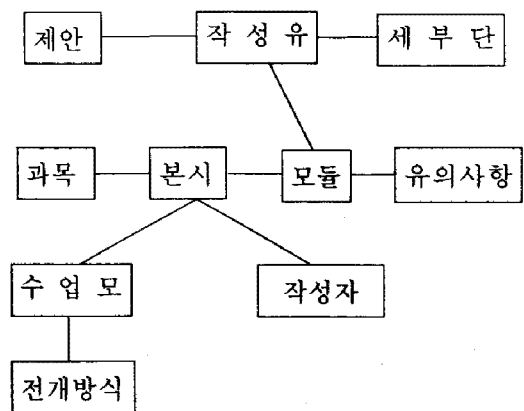 제안 작 성 유 세 부 단
과목 본시 모듈 유의사항
수 업 모 작성자
전개방식